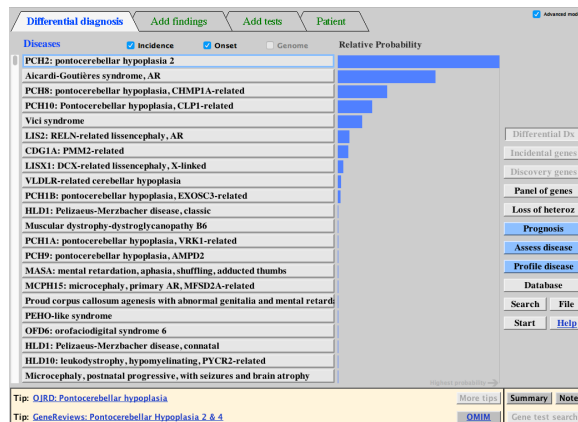 Differential diagnosis
Add findings
Add tests
Patient
Advanced mod
Diseases
Incidence
Onset
Genome
Relative Probability
PCH2: pontocerebellar hypoplasia 2
Aicardi-Goutières syndrome, AR
PCH8: pontocerebellar hypoplasia, CHMP1A-related
PCH10: Pontocerebellar hypoplasia, CLP1-related
Vici syndrome
LIS2: RELN-related lissencephaly, AR
CDG1A: PMM2-related
LISX1: DCX-related lissencephaly, X-linked
VLDLR-related cerebellar hypoplasia
PCH1B: pontocerebellar hypoplasia, EXOSC3-related
HLD1: Pelizaeus-Merzbacher disease, classic
Muscular dystrophy-dystroglycanopathy B6
PCH1A: pontocerebellar hypoplasia, VRK1-related
PCH9: pontocerebellar hypoplasia, AMPD2
MASA: mental retardation, aphasia, shuffling, adducted thumbs
MCPH15: microcephaly, primary AR, MFSD2A-related
Proud corpus callosum agenesis with abnormal genitalia and mental retard
PEHO-like syndrome
OFD6: orofaciodigital syndrome 6
HLD1: Pelizaeus-Merzbacher disease, connatal
HLD10: leukodystrophy, hypomyelinating, PYCR2-related
Microcephaly, postnatal progressive, with seizures and brain atrophy
Highest probability →
Differential Dx
Incidental genes
Discovery genes
Panel of genes
Loss of heteroz
Prognosis
Assess disease
Profile disease
Database
Search File
Start Help
Tip: OJRD: Pontocerebellar hypoplasia
More tips
Summary Note
Tip: GeneReviews: Pontocerebellar Hypoplasia 2 & 4
OMIM
Gene test search